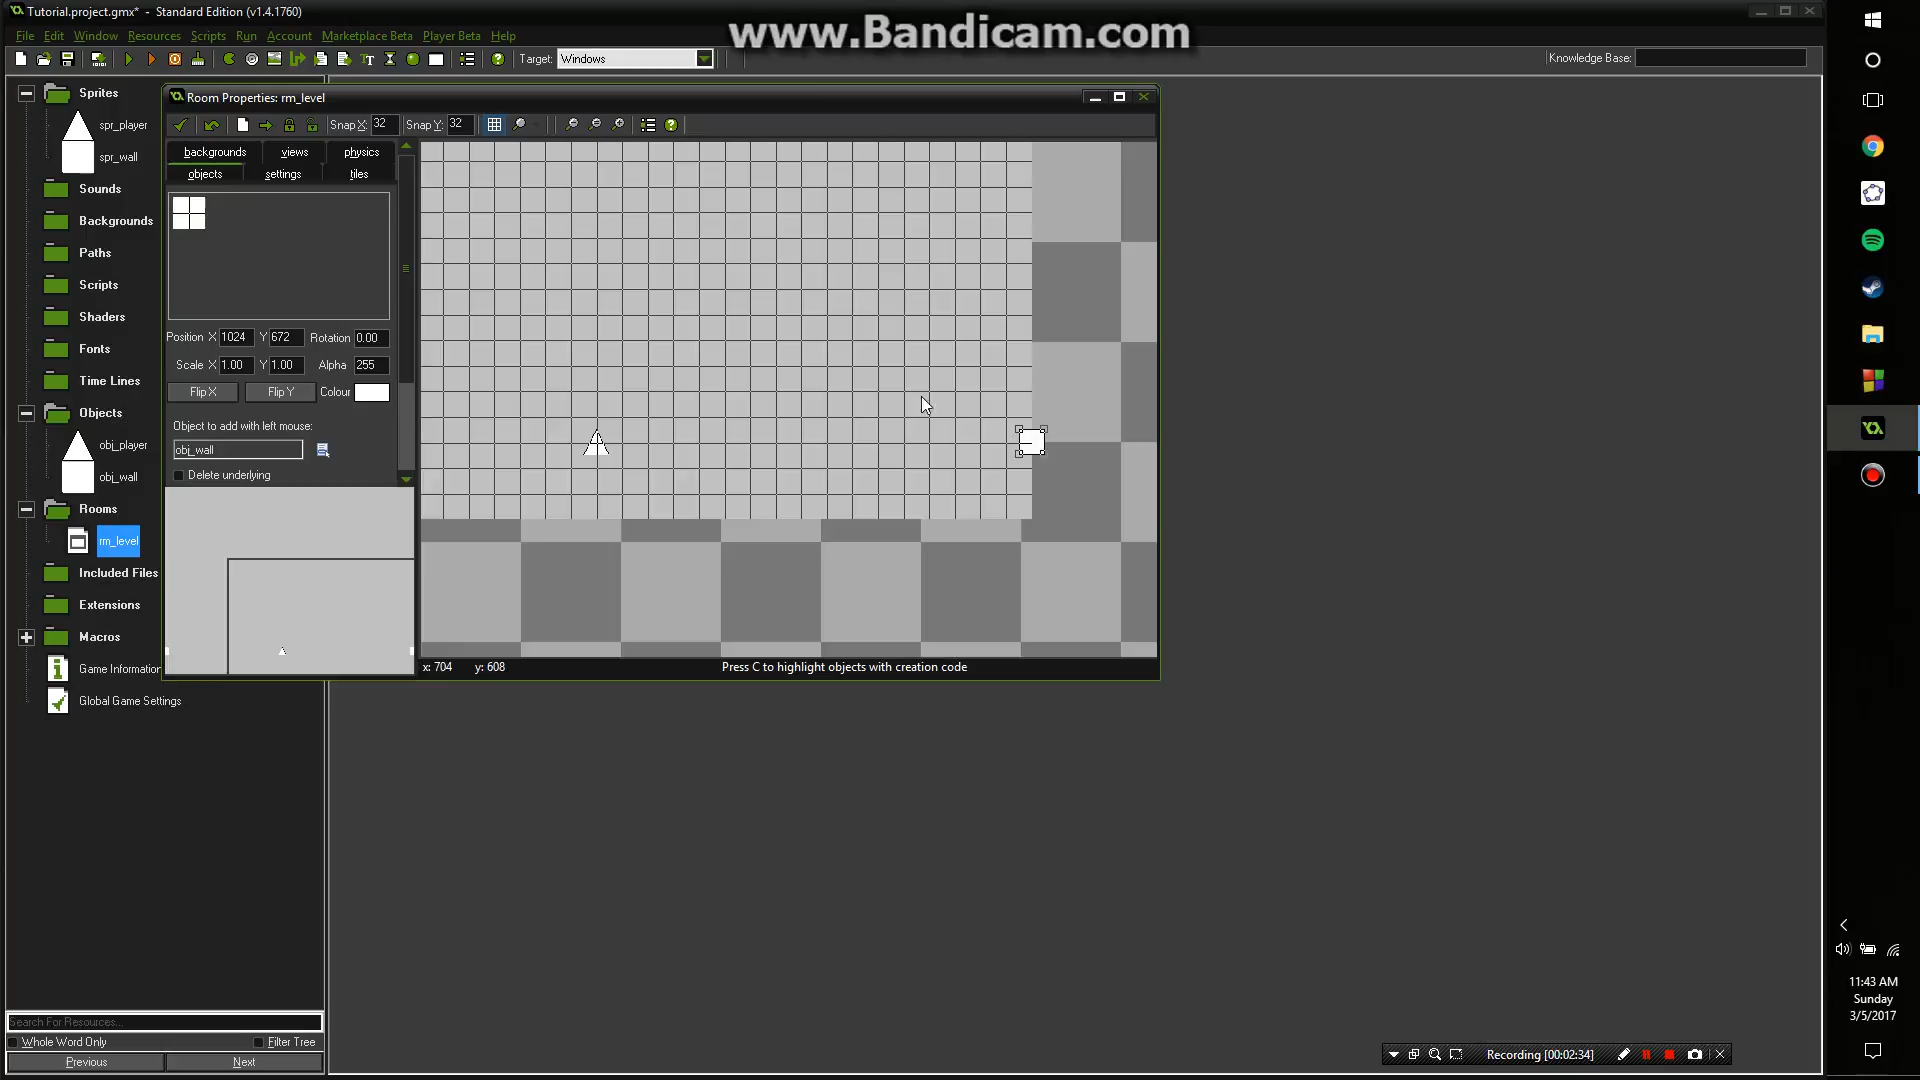 Tutorial.project.gmx* - Standard Edition (v1.4.1760)
www.Bandicam.com
File Edit Window Resources Scripts Run Account Marketplace Beta Player Beta Help
Target: Windows
Knowledge Base:
Sprites
spr_player
spr_wall
Sounds
Backgrounds
Paths
Scripts
Shaders
Fonts
Time Lines
Objects
obj_player
obj_wall
Rooms
rm_level
Included Files
Extensions
Macros
Game Information
Global Game Settings
Room Properties: rm_level
Snap X: 32 Snap Y: 32
backgrounds views physics
objects settings tiles
Position X 1024 Y 672 Rotation 0.00
Scale X 1.00 Y 1.00 Alpha 255
Flip X Flip Y Colour
Object to add with left mouse:
obj_wall
Delete underlying
x: 704 y: 608 Press C to highlight objects with creation code
Search For Resources...
Whole Word Only Filter Tree
Previous Next
Recording [00:02:34]
11:43 AM
Sunday
3/5/2017